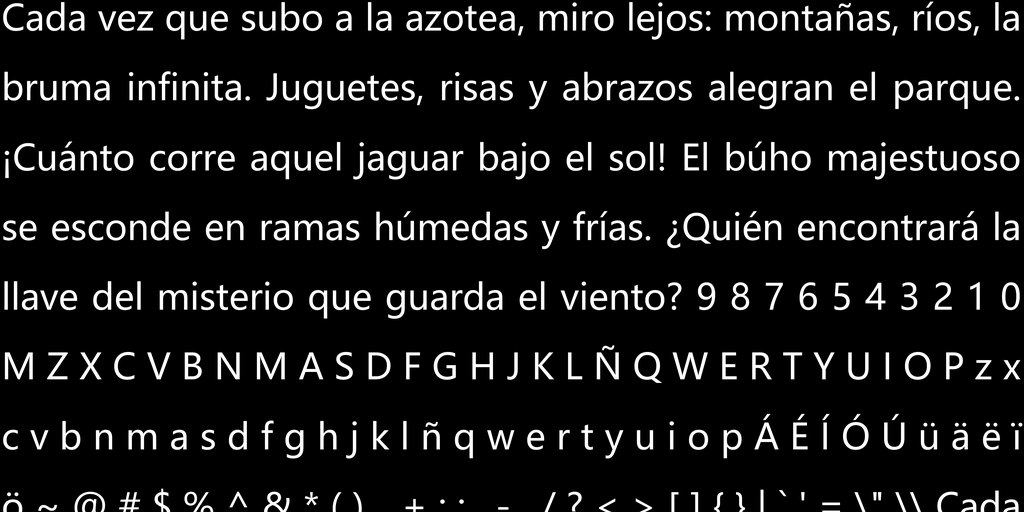 Cada vez que subo a la azotea, miro lejos: montañas, ríos, la
bruma infinita. Juguetes, risas y abrazos alegran el parque.
¡Cuánto corre aquel jaguar bajo el sol! El búho majestuoso
se esconde en ramas húmedas y frías. ¿Quién encontrará la
llave del misterio que guarda el viento? 9 8 7 6 5 4 3 2 1 0
M Z X C V B N M A S D F G H J K L Ñ Q W E R T Y U I O P z x
c v b n m a s d f g h j k l ñ q w e r t y u i o p Á É Í Ó Ú ü ä ë ï
ö ~ @ # $ % ^ & * ( ) + - / ? < > [ ] { } | ` ' = \" \\ Cada